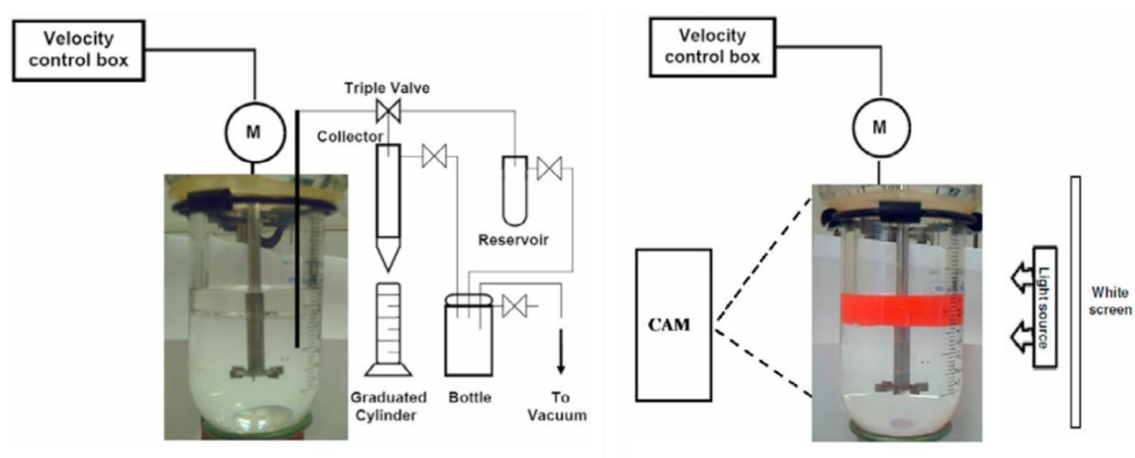 Velocity
control box
M
Triple Valve
Collector
Reservoir
Graduated
Cylinder
Bottle
To
Vacuum
Velocity
control box
M
CAM
Light source
White
screen